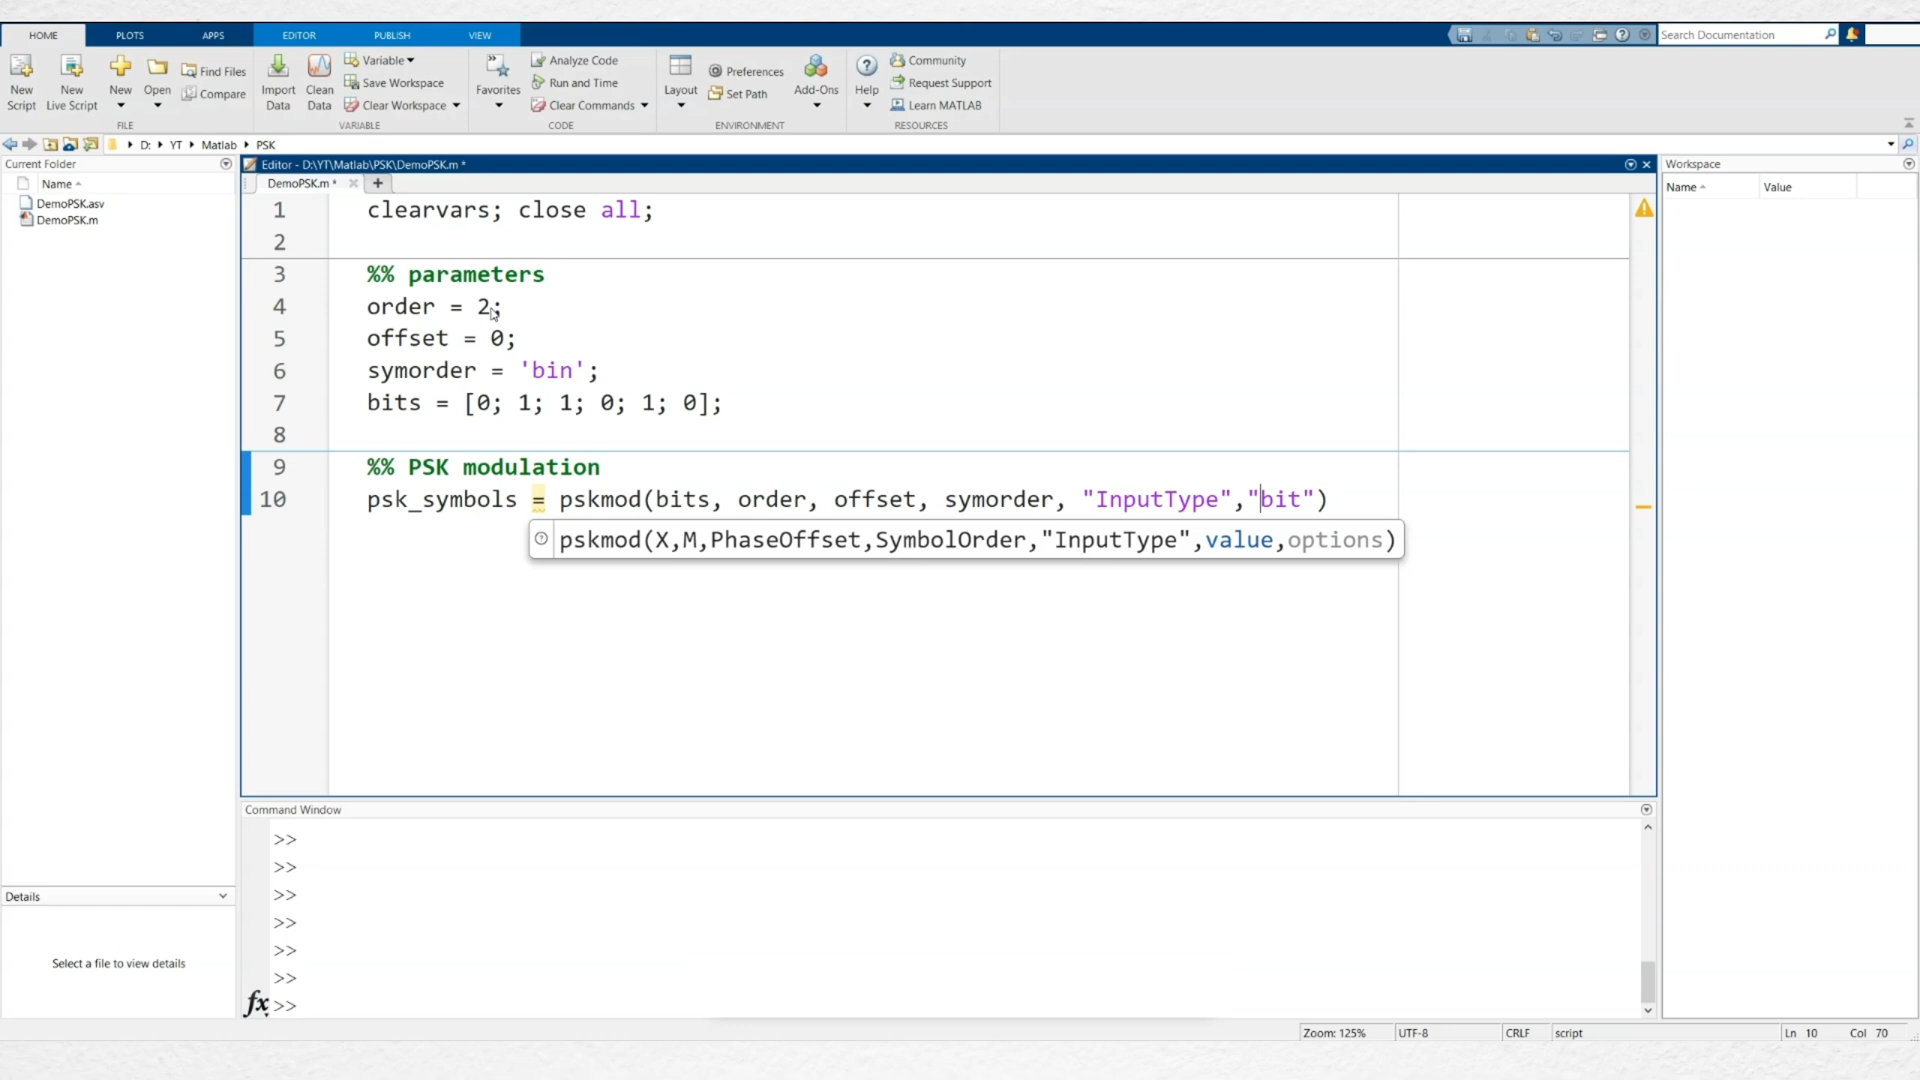 HOME PLOTS APPS EDITOR PUBLISH VIEW
Search Documentation
New Script
New Live Script
New
Open
Find Files
Compare
Import Data
Clean Data
Variable
Save Workspace
Clear Workspace
Favorites
Analyze Code
Run and Time
Clear Commands
Layout
Preferences
Set Path
Add-Ons
Help
Community
Request Support
Learn MATLAB
FILE VARIABLE CODE ENVIRONMENT RESOURCES
D: YT Matlab PSK
Current Folder
Name
DemoPSK.asv
DemoPSK.m
Details
Select a file to view details
Editor - D:\YT\Matlab\PSK\DemoPSK.m *
DemoPSK.m *
1 clearvars; close all;
2
3 %% parameters
4 order = 2;
5 offset = 0;
6 symorder = 'bin';
7 bits = [0; 1; 1; 0; 1; 0];
8
9 %% PSK modulation
10 psk_symbols = pskmod(bits, order, offset, symorder, "InputType","bit")
pskmod(X,M,PhaseOffset,SymbolOrder,"InputType",value,options)
Command Window
>>
>>
>>
>>
>>
>>
fx >>
Workspace
Name Value
Zoom: 125% UTF-8 CRLF script Ln 10 Col 70